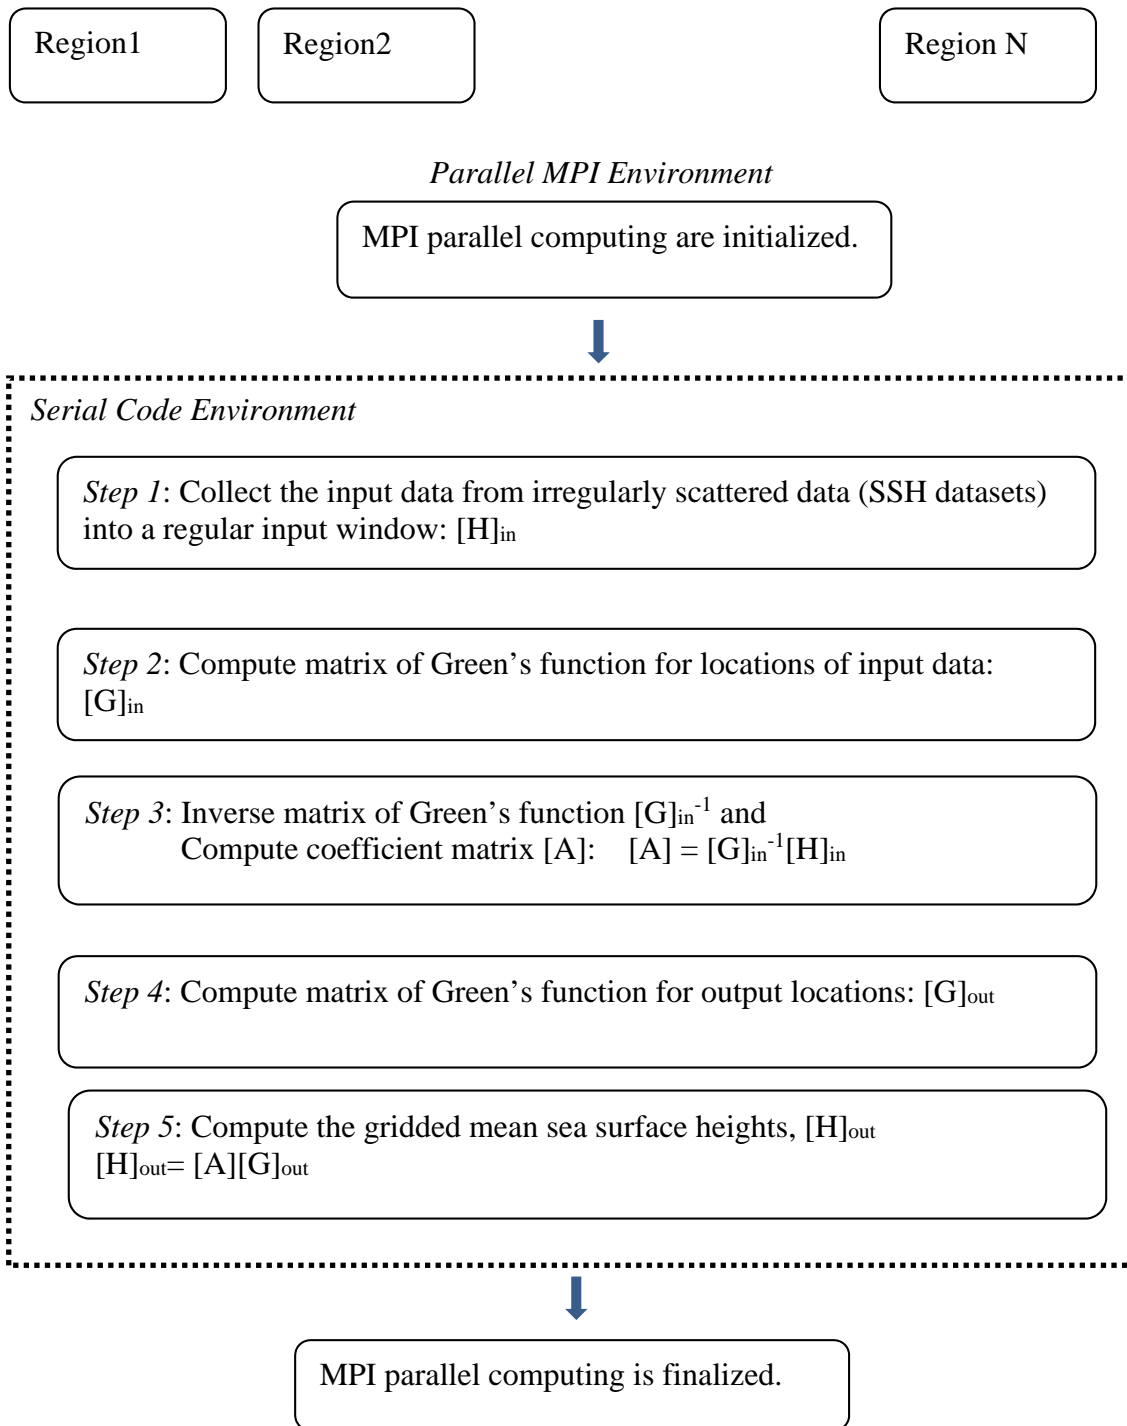 Region1
Region2
Region N
Parallel MPI Environment
MPI parallel computing are initialized.
Serial Code Environment
Step 1: Collect the input data from irregularly scattered data (SSH datasets)
into a regular input window: [H]in
Step 2: Compute matrix of Green’s function for locations of input data:
[G]in
Step 3: Inverse matrix of Green’s function [G]in-1 and
Compute coefficient matrix [A]: [A] = [G]in-1[H]in
Step 4: Compute matrix of Green’s function for output locations: [G]out
Step 5: Compute the gridded mean sea surface heights, [H]out
[H]out= [A][G]out
MPI parallel computing is finalized.